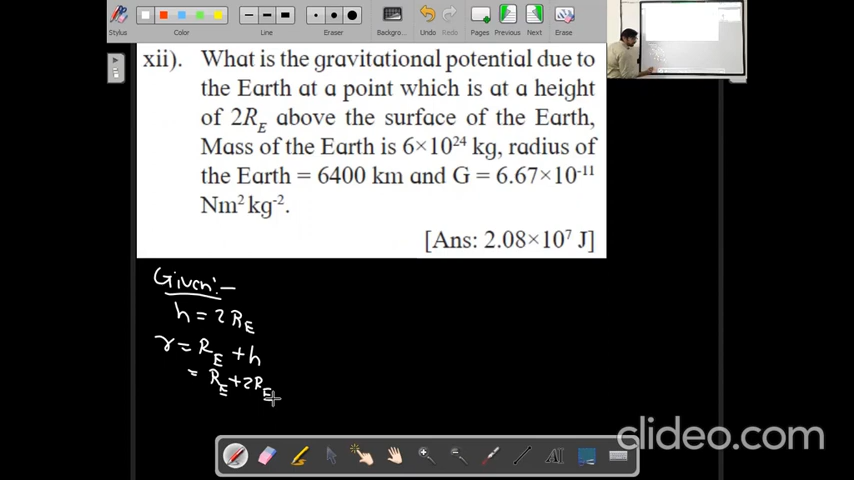 Stylus
Color
Line
Eraser
Backgro...
Undo
Redo
Pages
Previous
Next
Erase
xii). What is the gravitational potential due to
the Earth at a point which is at a height
of 2R_E above the surface of the Earth,
Mass of the Earth is 6×10²⁴ kg, radius of
the Earth = 6400 km and G = 6.67×10⁻¹¹
Nm² kg⁻².
[Ans: 2.08×10⁷ J]
Given:-
h = 2R_E
r = R_E + h
= R_E + 2R_E
clideo.com